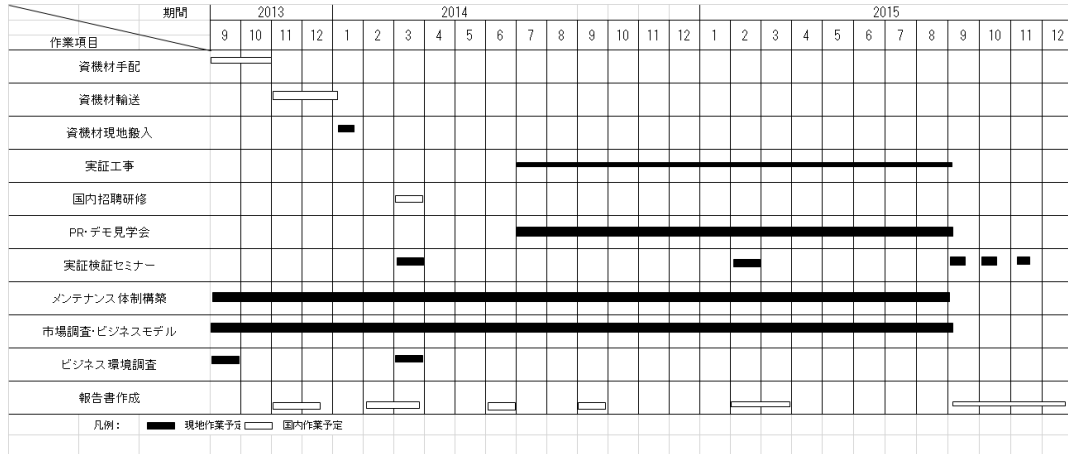 期間 2013 2014 2015
作業項目 9 10 11 12 1 2 3 4 5 6 7 8 9 10 11 12 1 2 3 4 5 6 7 8 9 10 11 12
資機材手配
資機材輸送
資機材現地搬入
実証工事
国内招聘研修
PR・デモ見学会
実証検証セミナー
メンテナンス体制構築
市場調査・ビジネスモデル
ビジネス環境調査
報告書作成
凡例: 現地作業予定 国内作業予定